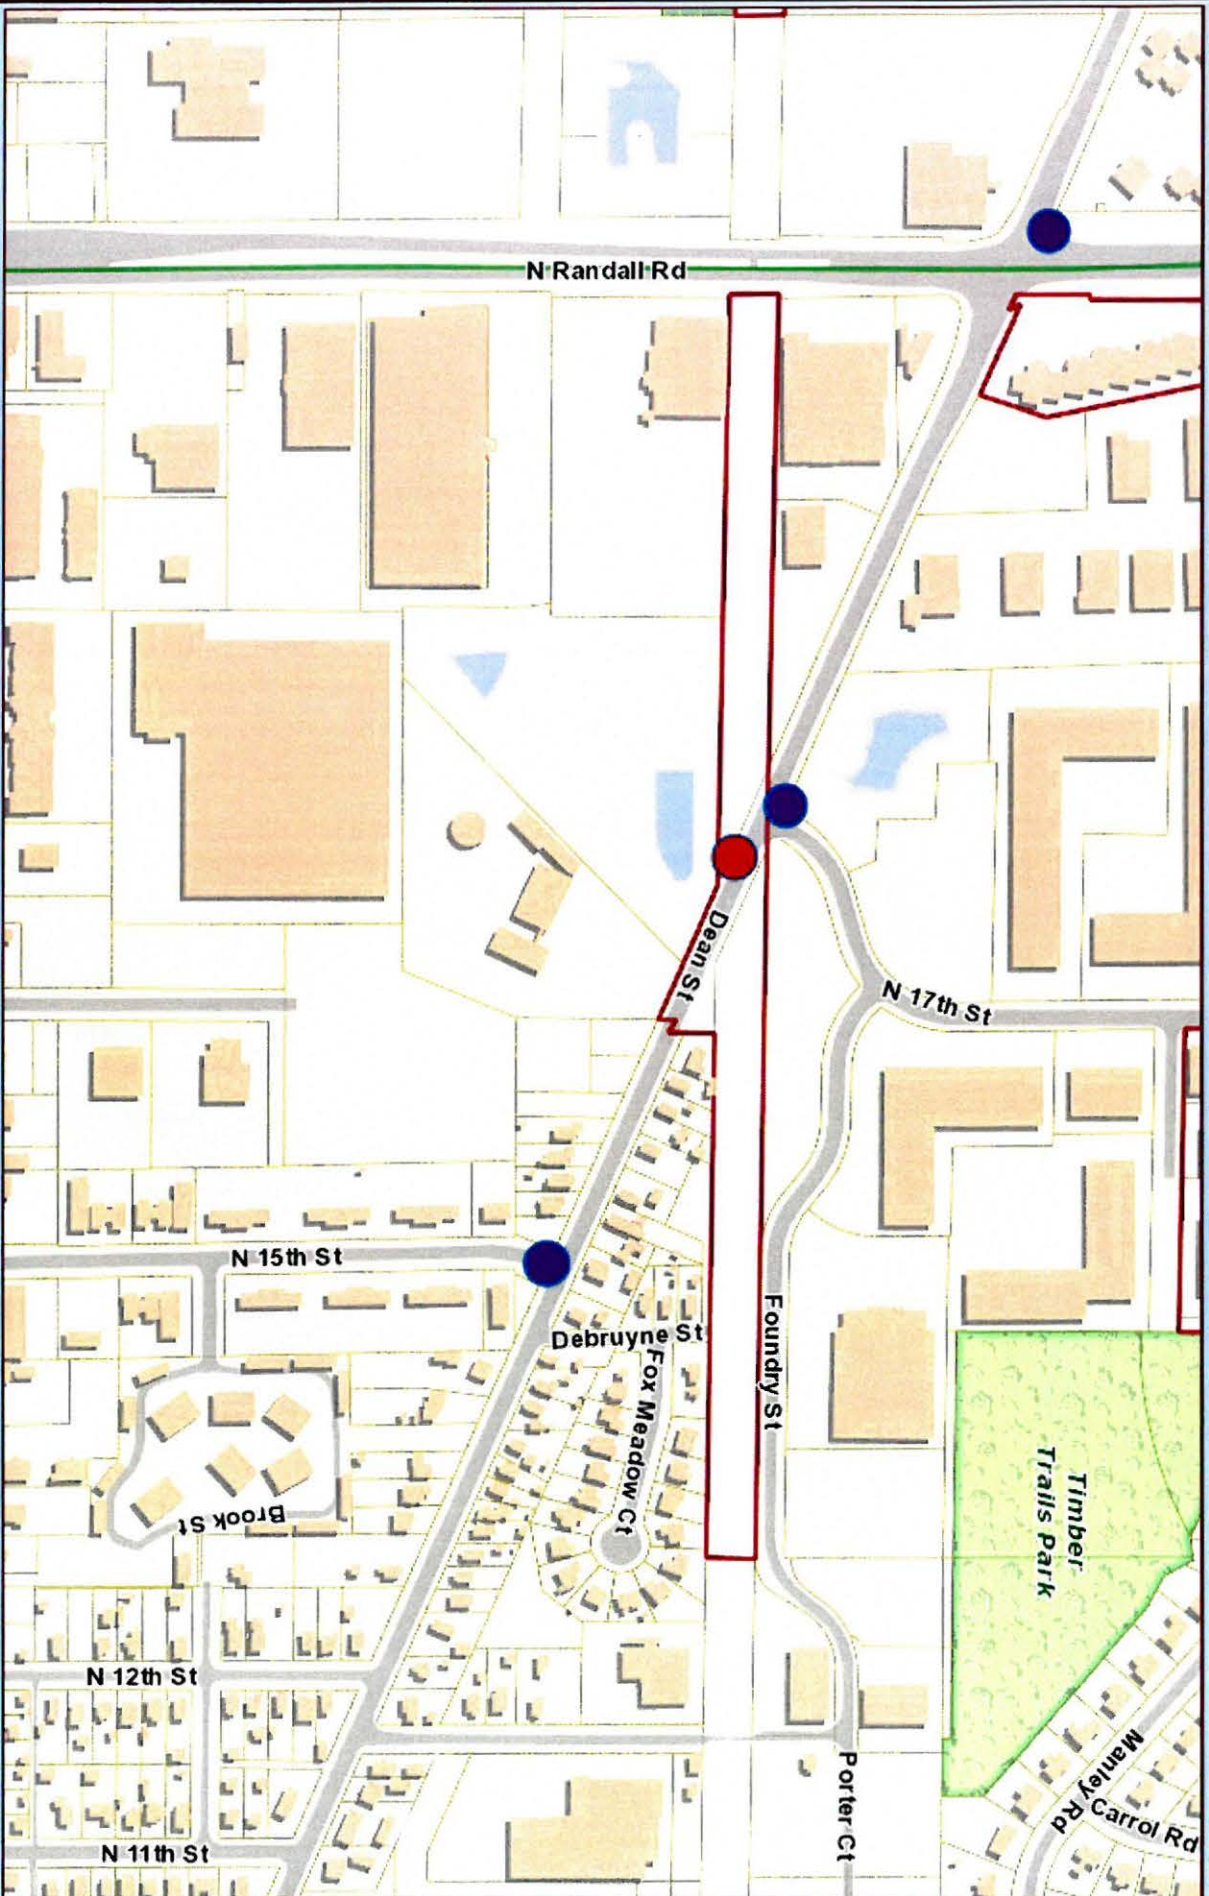 N Randall Rd
Dean St
N 17th St
N 15th St
Debruyne St
Foundry St
Fox Meadow Ct
Timber
Trails Park
Brook St
N 12th St
Manley Rd
Porter Ct
Carrol Rd
N 11th St